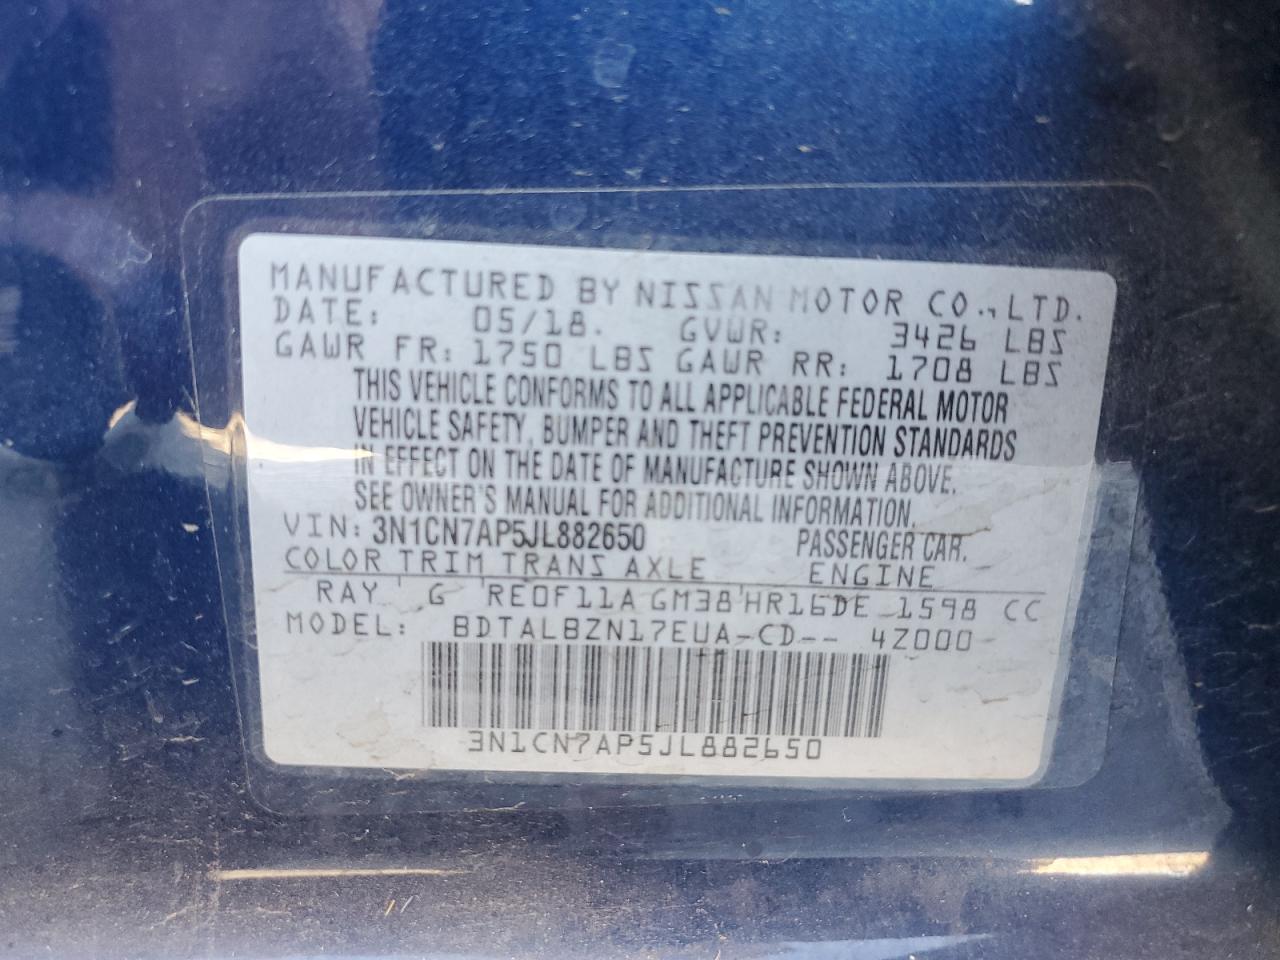 MANUFACTURED BY NISSAN MOTOR CO., LTD.
DATE: 05/18. GVWR: 3426 LBS
GAWR FR: 1750 LBS GAWR RR: 1708 LBS
THIS VEHICLE CONFORMS TO ALL APPLICABLE FEDERAL MOTOR
VEHICLE SAFETY, BUMPER AND THEFT PREVENTION STANDARDS
IN EFFECT ON THE DATE OF MANUFACTURE SHOWN ABOVE.
SEE OWNER'S MANUAL FOR ADDITIONAL INFORMATION.
VIN: 3N1CN7AP5JL882650 PASSENGER CAR.
COLOR TRIM TRANS AXLE ENGINE
RAY G RE0F11A GM38 HR16DE 1598 CC
MODEL: BDTALBZN17EUA-CD-- 4Z000
3N1CN7AP5JL882650